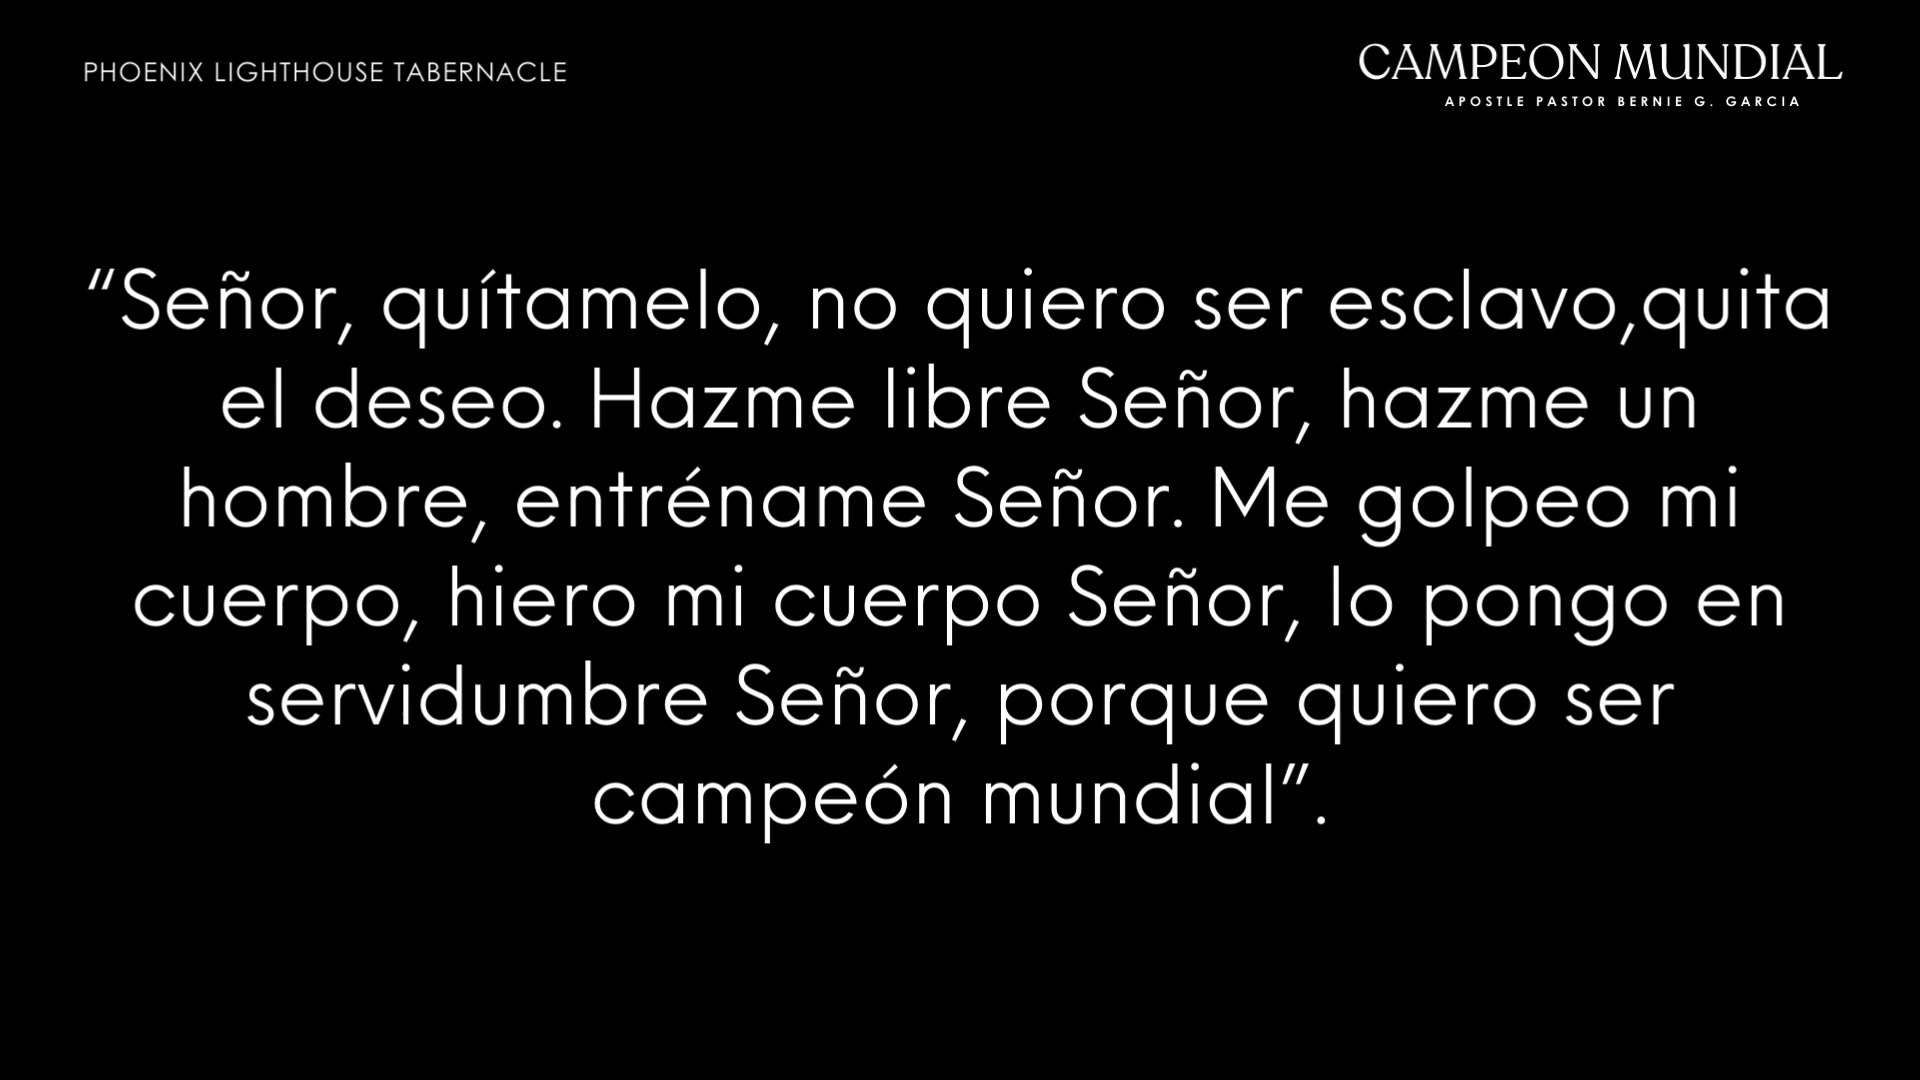 PHOENIX LIGHTHOUSE TABERNACLE
CAMPEON MUNDIAL
APOSTLE PASTOR BERNIE G. GARCIA
“Señor, quítamelo, no quiero ser esclavo,quita
el deseo. Hazme libre Señor, hazme un
hombre, entréname Señor. Me golpeo mi
cuerpo, hiero mi cuerpo Señor, lo pongo en
servidumbre Señor, porque quiero ser
campeón mundial”.